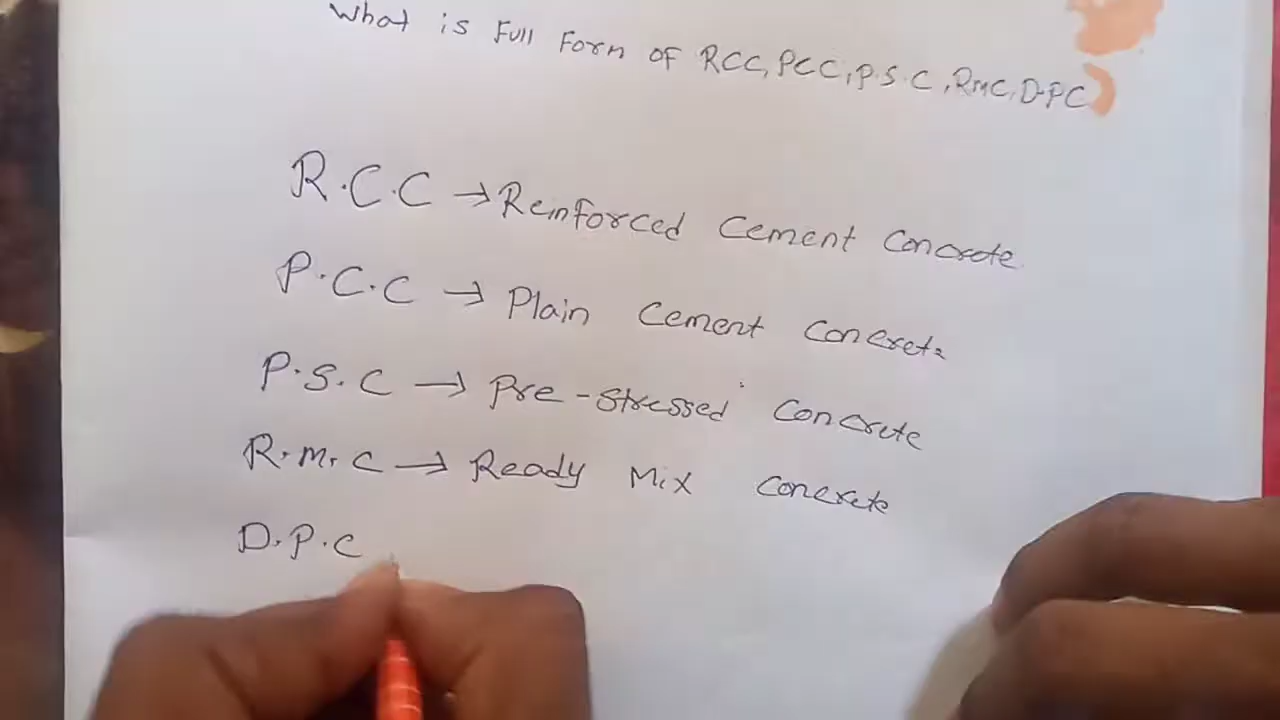 What is Full Form OF RCC, PCC, P.S.C, RMC, D.P.C
R.C.C → Reinforced Cement Concrete
P.C.C → Plain Cement Concrete
P.S.C → Pre-stressed Concrete
R.M.C → Ready Mix Concrete
D.P.C